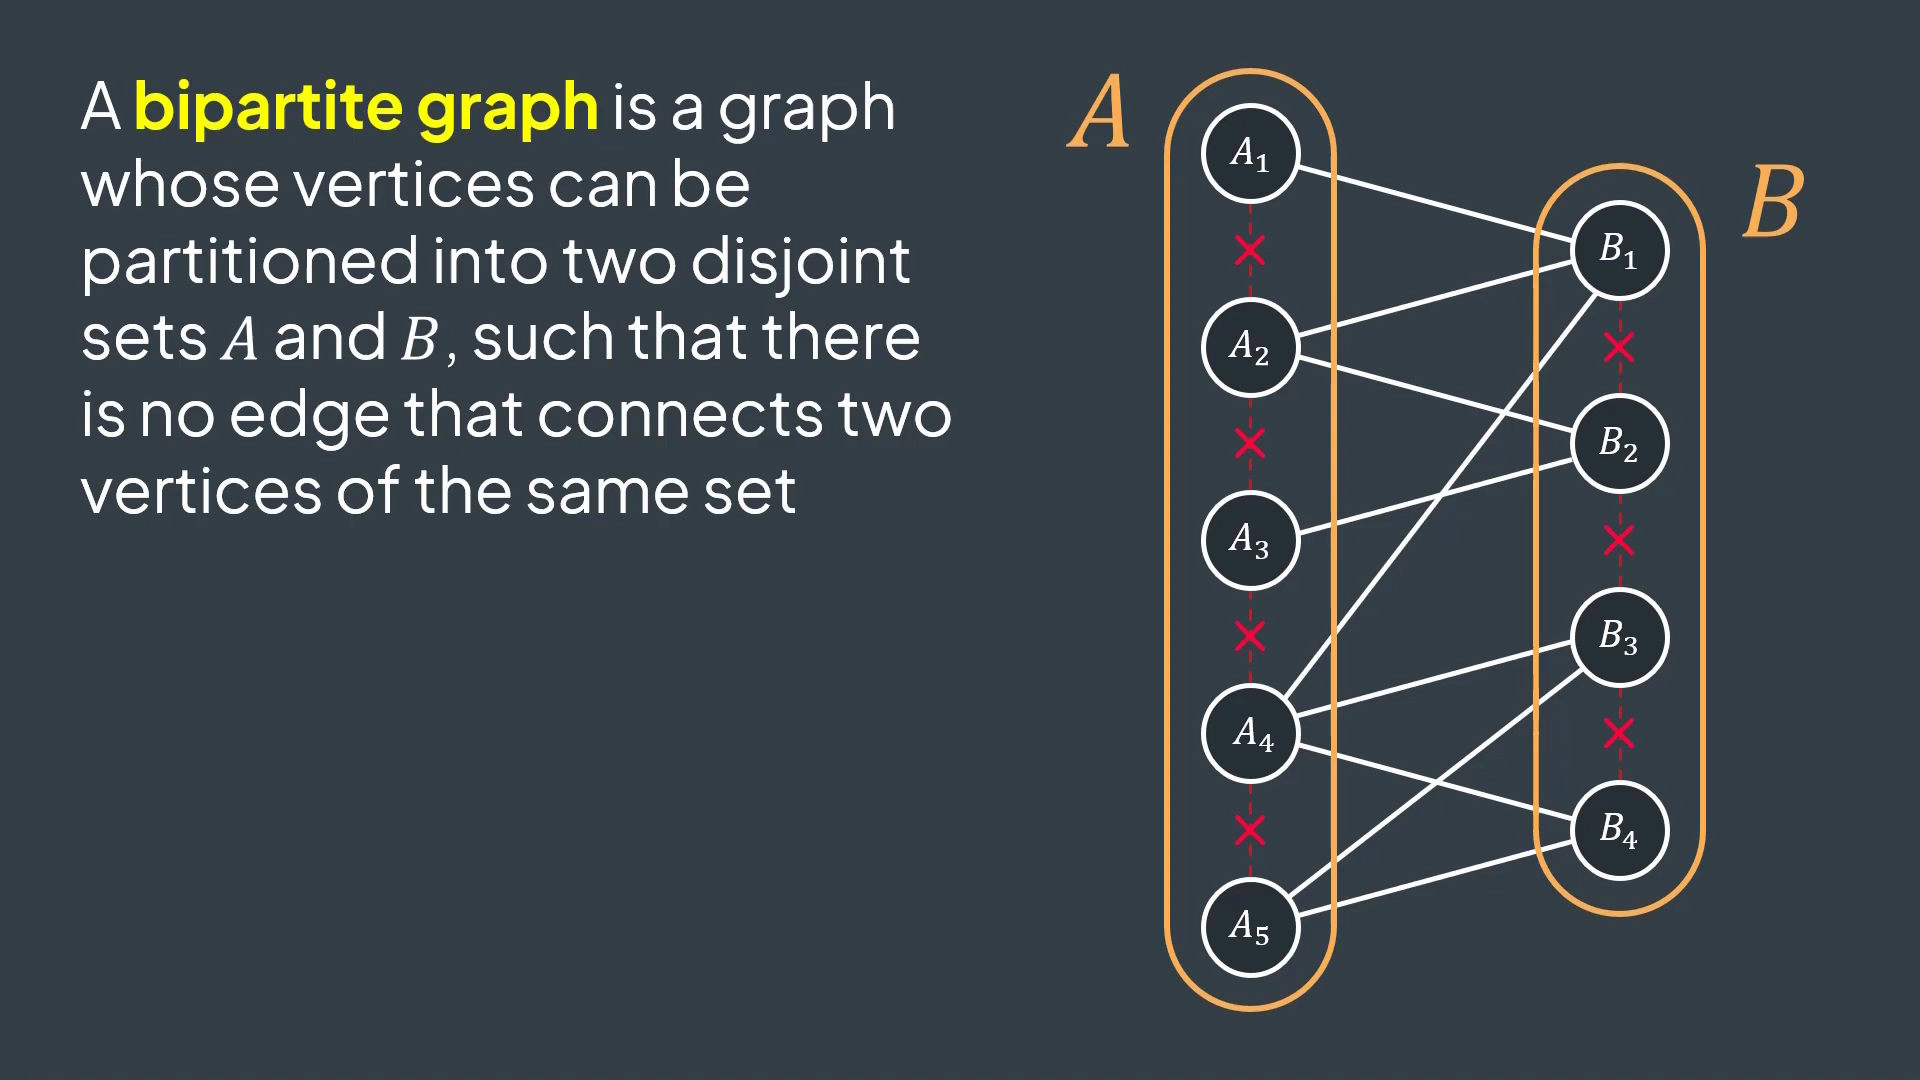 A bipartite graph is a graph
whose vertices can be
partitioned into two disjoint
sets A and B, such that there
is no edge that connects two
vertices of the same set
A
B
A₁
B₁
A₂
B₂
A₃
B₃
A₄
B₄
A₅